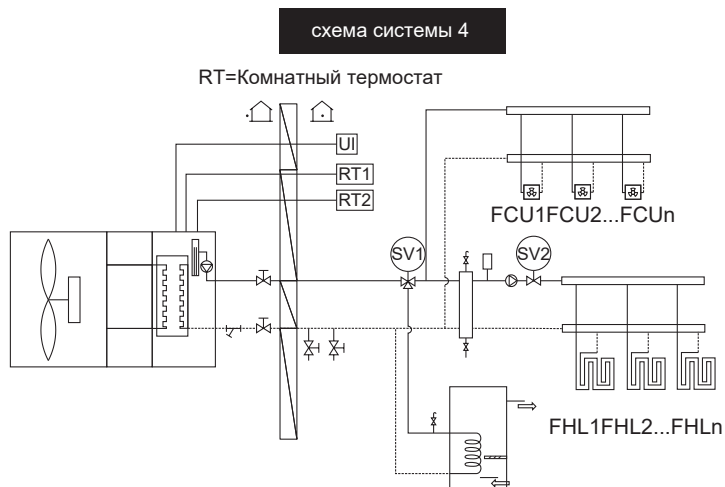 схема системы 4
RT=Комнатный термостат
UI
RT1
RT2
FCU1FCU2...FCUn
SV1
SV2
FHL1FHL2...FHLn